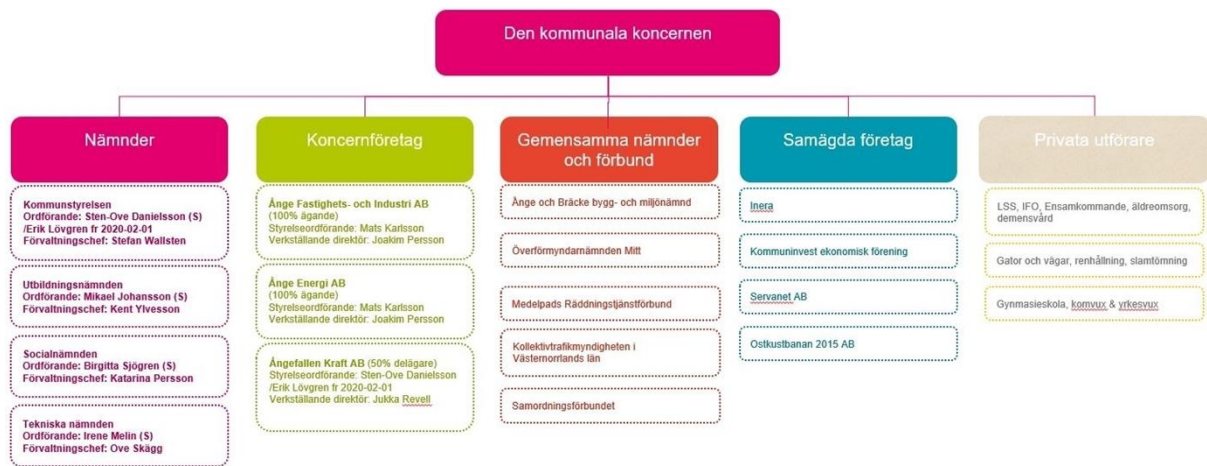 Den kommunala koncernen
Nämnder
Kommunstyrelsen
Ordförande: Sten-Ove Danielsson (S)
/Erik Lövgren fr 2020-02-01
Förvaltningschef: Stefan Wallsten
Utbildningsnämnden
Ordförande: Mikael Johansson (S)
Förvaltningschef: Kent Ylvesson
Socialnämnden
Ordförande: Birgitta Sjögren (S)
Förvaltningschef: Katarina Persson
Tekniska nämnden
Ordförande: Irene Melin (S)
Förvaltningschef: Ove Skägg
Koncernföretag
Ånge Fastighets- och Industri AB
(100% ägande)
Styrelseordförande: Mats Karlsson
Verkställande direktör: Joakim Persson
Ånge Energi AB
(100% ägande)
Styrelseordförande: Mats Karlsson
Verkställande direktör: Joakim Persson
Ångefallen Kraft AB (50% delägare)
Styrelseordförande: Sten-Ove Danielsson
/Erik Lövgren fr 2020-02-01
Verkställande direktör: Jukka Revell
Gemensamma nämnder
och förbund
Ånge och Bräcke bygg- och miljönämnd
Överförmyndarnämnden Mitt
Medelpads Räddningstjänstförbund
Kollektivtrafikmyndigheten i
Västernorrlands län
Samordningsförbundet
Samägda företag
Inera
Kommuninvest ekonomisk förening
Servanet AB
Ostkustbanan 2015 AB
Privata utförare
LSS, IFO, Ensamkommande, äldreomsorg,
demensvård
Gator och vägar, renhållning, slamtömning
Gynmasieskola, komvux & yrkesvux